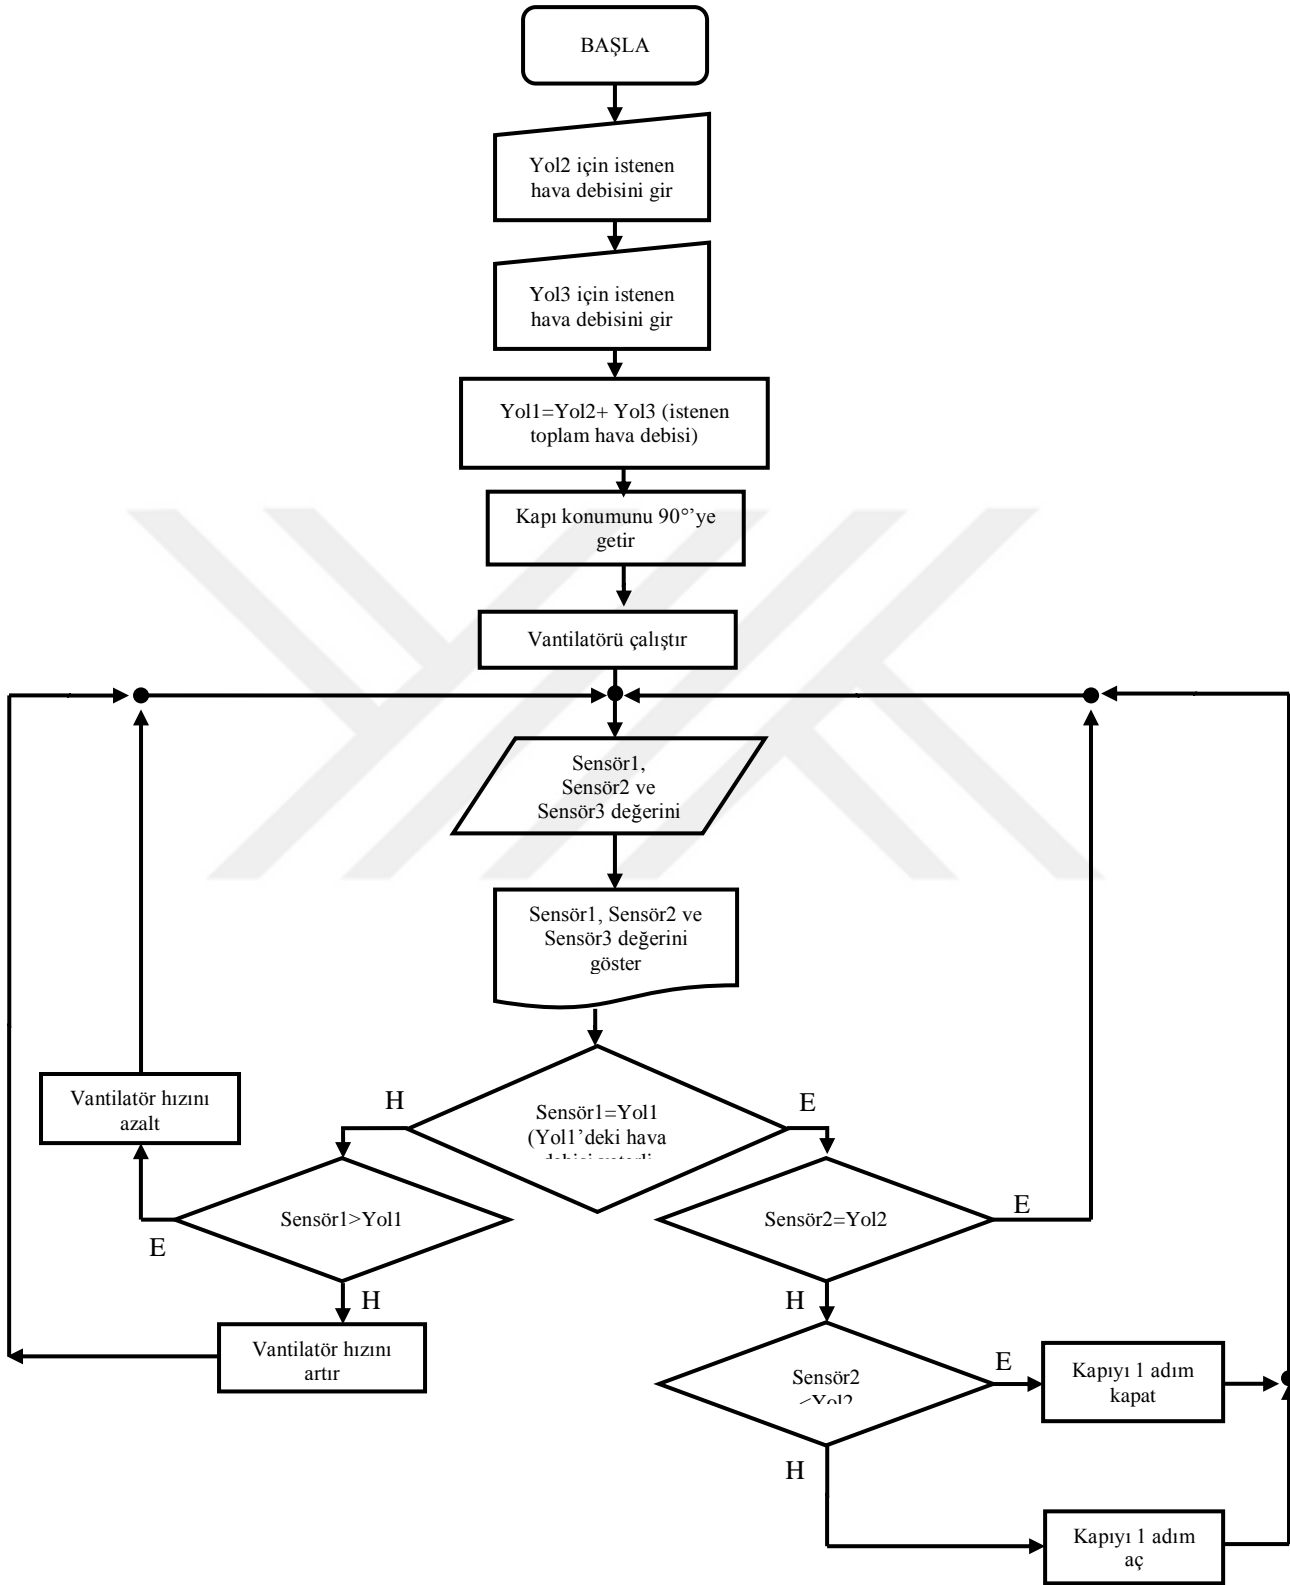 BAŞLA
Yol2 için istenen
hava debisini gir
Yol3 için istenen
hava debisini gir
Yol1=Yol2+ Yol3 (istenen
toplam hava debisi)
Kapı konumunu 90°’ye
getir
Vantilatörü çalıştır
Sensör1,
Sensör2 ve
Sensör3 değerini
Sensör1, Sensör2 ve
Sensör3 değerini
göster
Vantilatör hızını
azalt
H
Sensör1=Yol1
(Yol1’deki hava
E
Sensör1>Yol1
E
H
Sensör2=Yol2
E
H
Vantilatör hızını
artır
Sensör2
<Yol2
E
H
Kapıyı 1 adım
kapat
Kapıyı 1 adım
aç